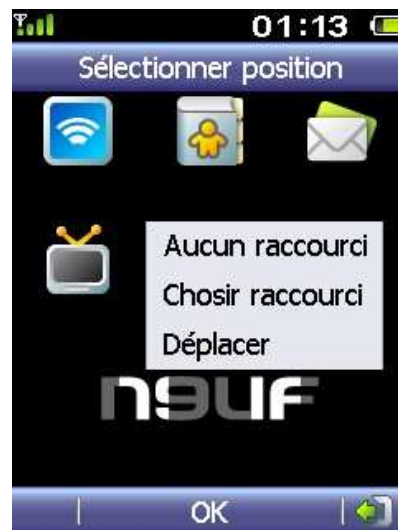 01:13
Sélectionner position
Aucun raccourci
Chosir raccourci
Déplacer
n9uf
OK